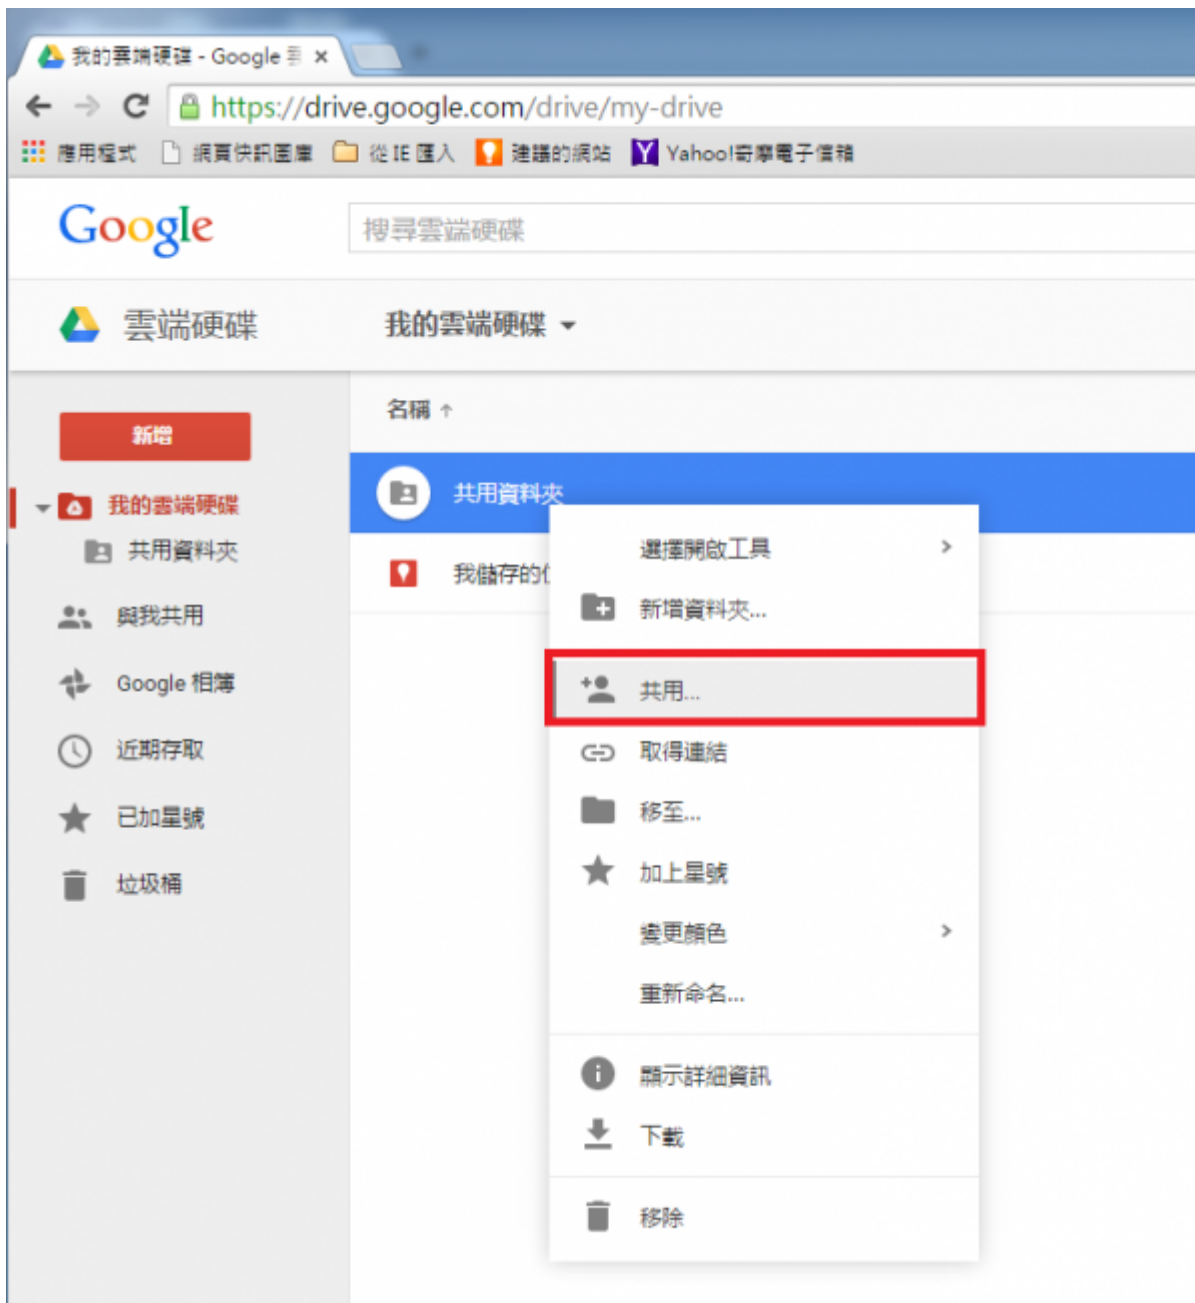 我的雲端硬碟 - Google 雲
https://drive.google.com/drive/my-drive
應用程式 網頁快訊圖庫 從 IE 匯入 建議的網站 Yahoo!奇摩電子信箱
Google 搜尋雲端硬碟
雲端硬碟 我的雲端硬碟
名稱
新增
共用資料夾
我的雲端硬碟
共用資料夾
選擇開啟工具
我儲存的
新增資料夾...
與我共用
共用...
Google 相簿
取得連結
近期存取
移至...
已加星號
加上星號
垃圾桶
變更顏色
重新命名...
顯示詳細資訊
下載
移除